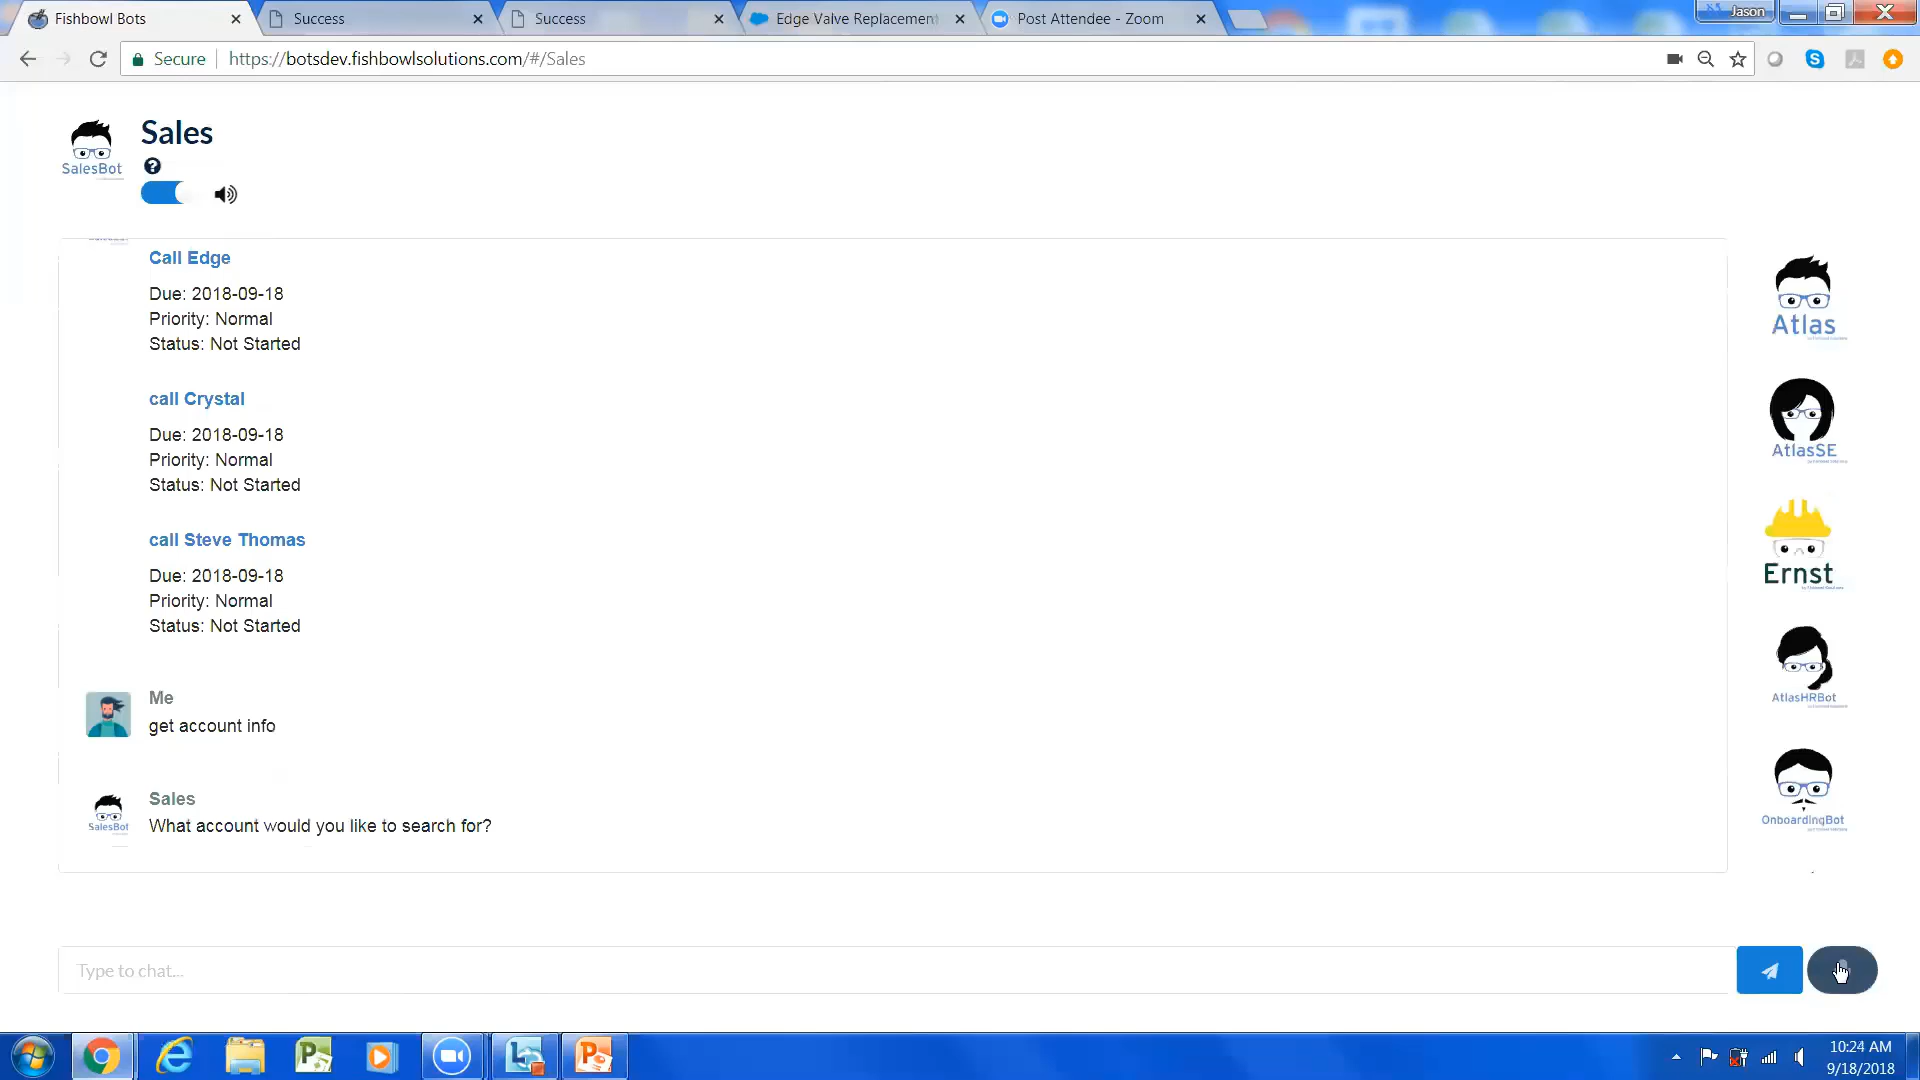 Fishbowl Bots
Success
Success
Edge Valve Replacement
Post Attendee - Zoom
Jason
Secure
https://botsdev.fishbowlsolutions.com/#/Sales
SalesBot
Sales
Call Edge
Due: 2018-09-18
Priority: Normal
Status: Not Started
call Crystal
Due: 2018-09-18
Priority: Normal
Status: Not Started
call Steve Thomas
Due: 2018-09-18
Priority: Normal
Status: Not Started
Me
get account info
Sales
SalesBot
What account would you like to search for?
Atlas
AtlasSE
Ernst
AtlasHRBot
OnboardingBot
Type to chat...
10:24 AM
9/18/2018